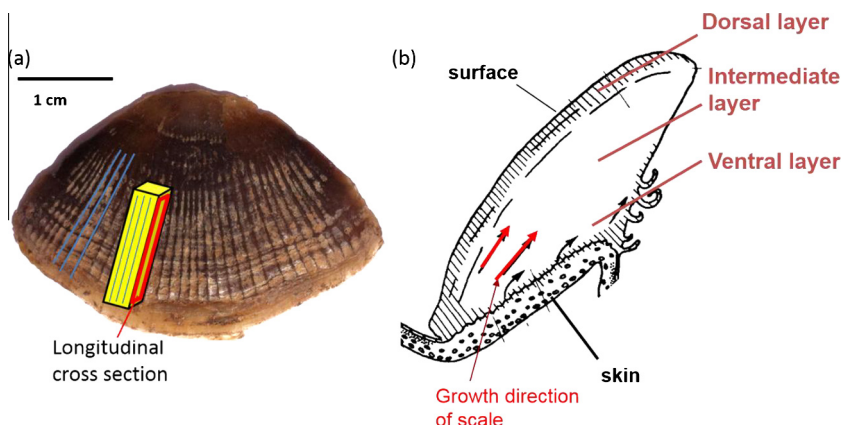 (a)
1 cm
Longitudinal
cross section
(b)
surface
Dorsal layer
Intermediate
layer
Ventral layer
skin
Growth direction
of scale